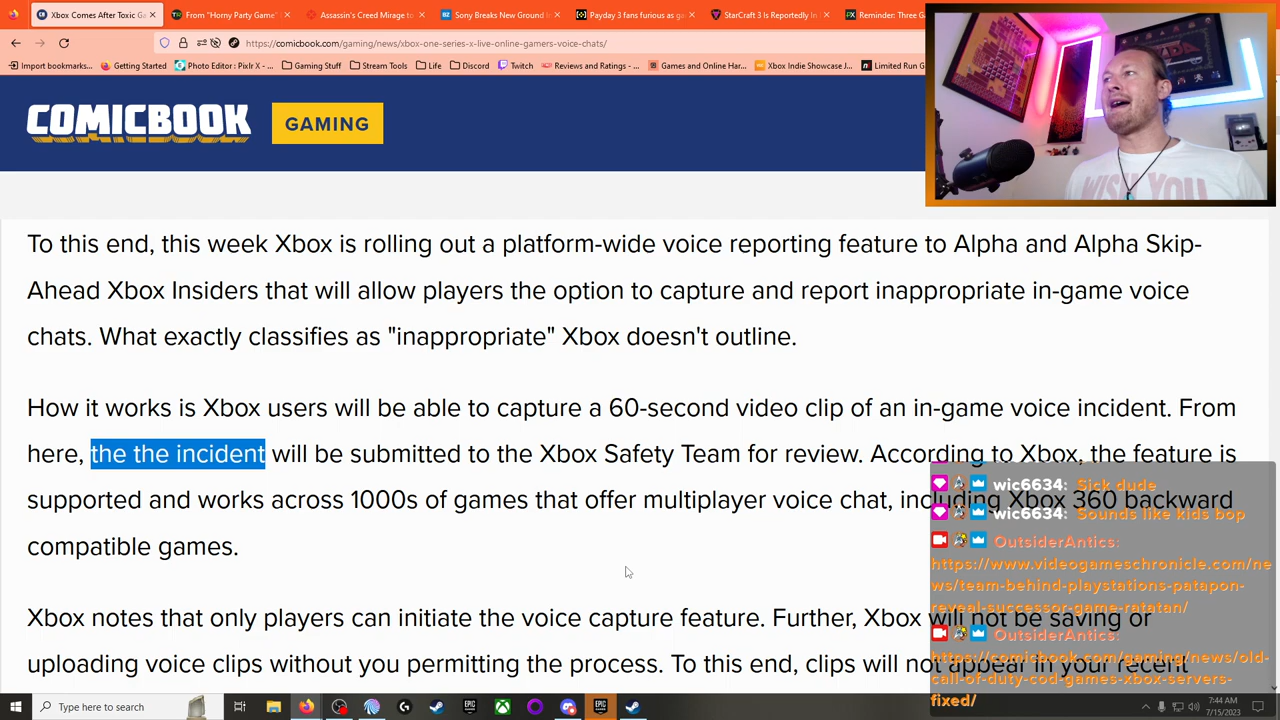 Xbox Comes After Toxic Ga
From "Horny Party Game"
Assassin's Creed Mirage to
Sony Breaks New Ground
Payday 3 fans furious as ga
StarCraft 3 Is Reportedly In
Reminder: Three Ga
https://comicbook.com/gaming/news/xbox-one-series-x-live-online-gamers-voice-chats/
Import bookmarks...
Getting Started
Photo Editor : Pixlr X - ...
Gaming Stuff
Stream Tools
Life
Discord
Twitch
Reviews and Ratings - ...
Games and Online Har...
Xbox Indie Showcase J...
Limited Run G
COMICBOOK
GAMING
WISH YOU
To this end, this week Xbox is rolling out a platform-wide voice reporting feature to Alpha and Alpha Skip-
Ahead Xbox Insiders that will allow players the option to capture and report inappropriate in-game voice
chats. What exactly classifies as "inappropriate" Xbox doesn't outline.
How it works is Xbox users will be able to capture a 60-second video clip of an in-game voice incident. From
here, the the incident will be submitted to the Xbox Safety Team for review. According to Xbox, the feature is
supported and works across 1000s of games that offer multiplayer voice chat, including Xbox 360 backward
compatible games.
Xbox notes that only players can initiate the voice capture feature. Further, Xbox will not be saving or
uploading voice clips without you permitting the process. To this end, clips will not appear in your recent
wic6634: Sick dude
wic6634: Sounds like kids bop
OutsiderAntics:
https://www.videogameschronicle.com/ne
ws/team-behind-playstations-patapon-
reveal-successor-game-ratatan/
OutsiderAntics:
https://comicbook.com/gaming/news/old-
call-of-duty-cod-games-xbox-servers-
fixed/
Type here to search
7:44 AM
7/15/2023